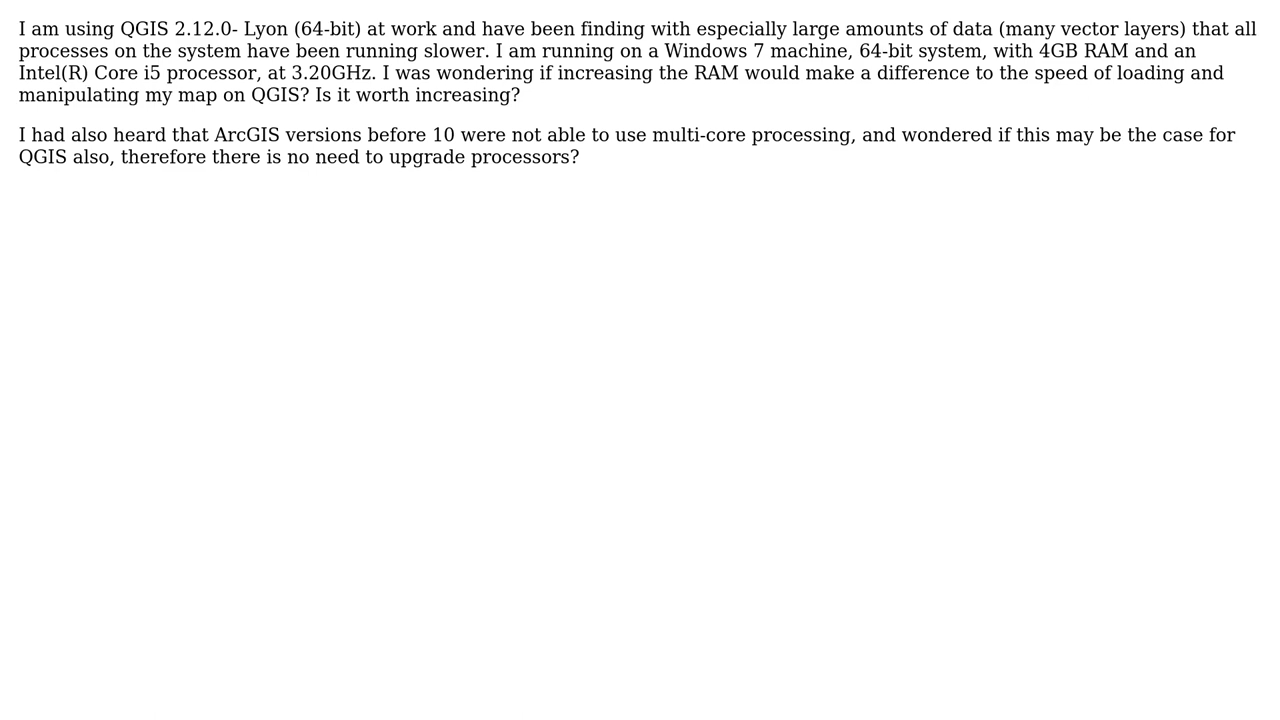 I am using QGIS 2.12.0- Lyon (64-bit) at work and have been finding with especially large amounts of data (many vector layers) that all
processes on the system have been running slower. I am running on a Windows 7 machine, 64-bit system, with 4GB RAM and an
Intel(R) Core i5 processor, at 3.20GHz. I was wondering if increasing the RAM would make a difference to the speed of loading and
manipulating my map on QGIS? Is it worth increasing?
I had also heard that ArcGIS versions before 10 were not able to use multi-core processing, and wondered if this may be the case for
QGIS also, therefore there is no need to upgrade processors?